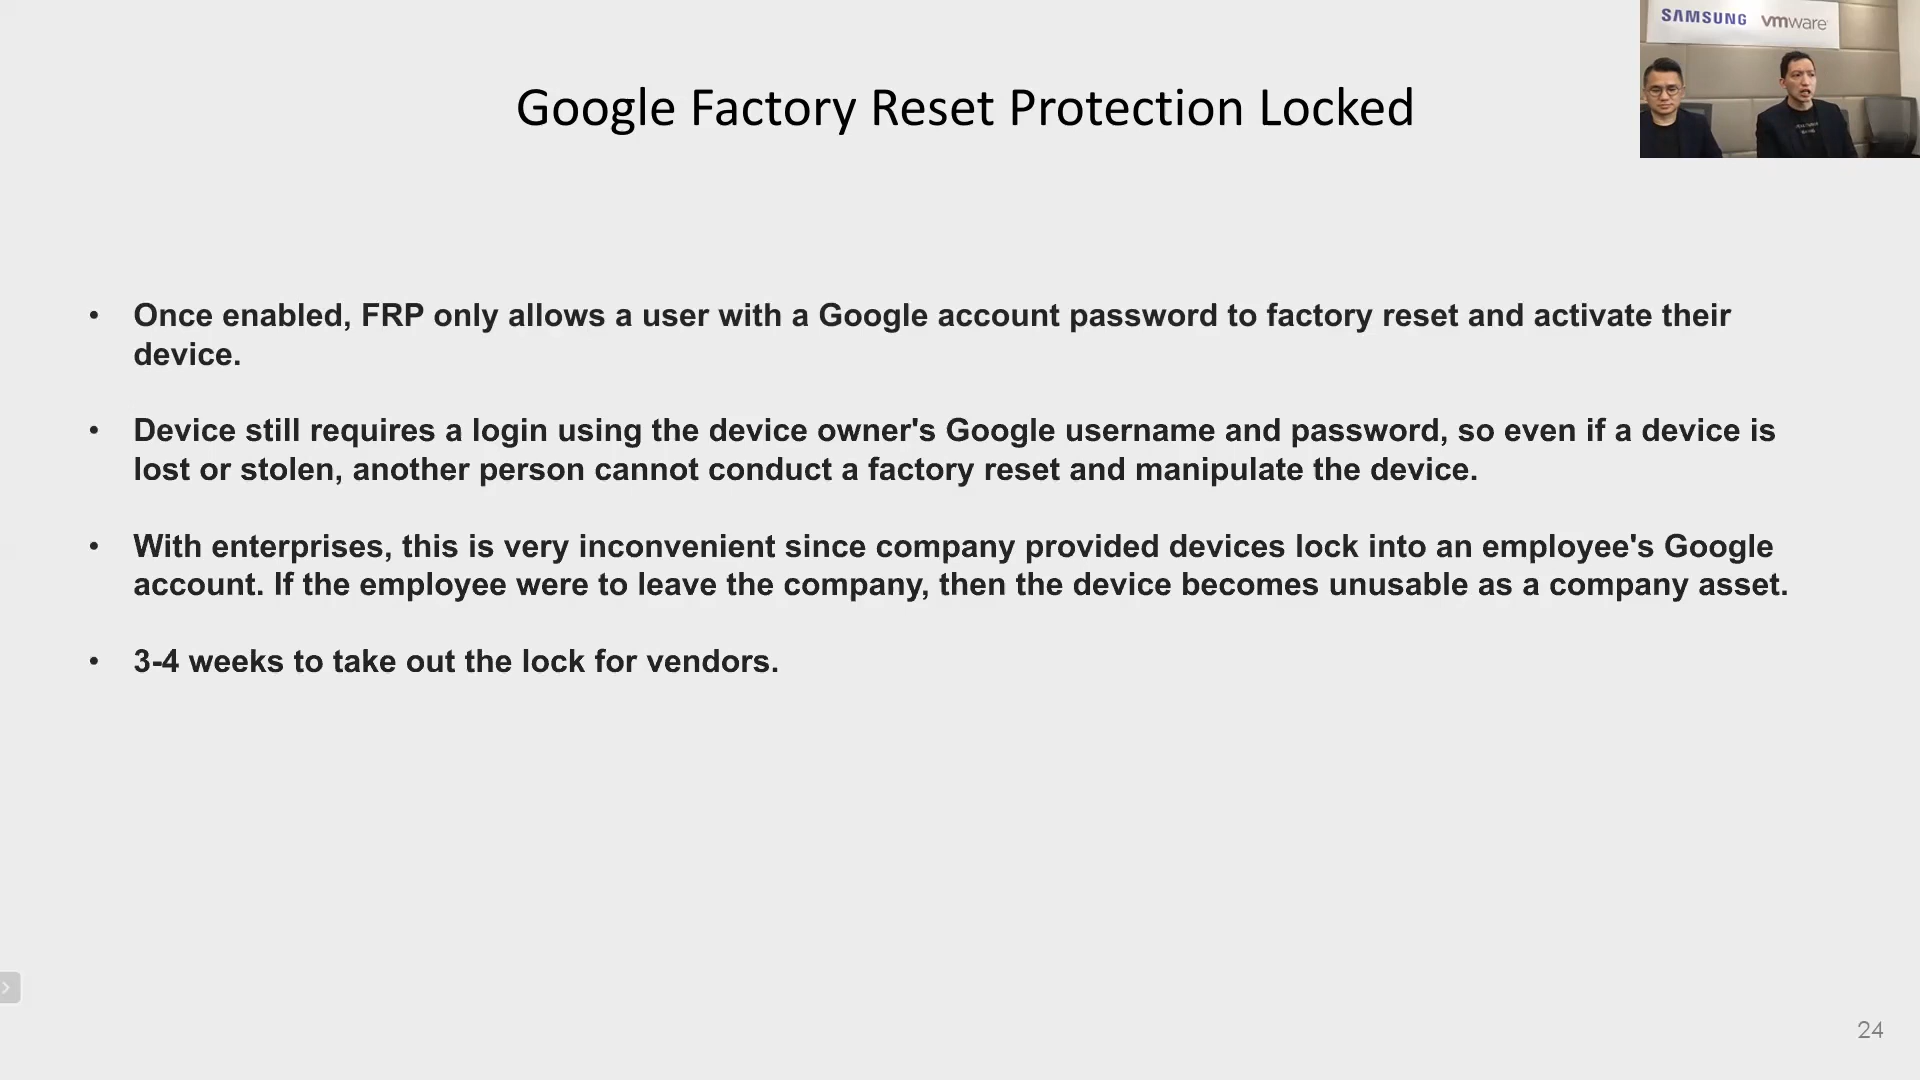 SAMSUNG vmware
Google Factory Reset Protection Locked
• Once enabled, FRP only allows a user with a Google account password to factory reset and activate their
device.
• Device still requires a login using the device owner's Google username and password, so even if a device is
lost or stolen, another person cannot conduct a factory reset and manipulate the device.
• With enterprises, this is very inconvenient since company provided devices lock into an employee's Google
account. If the employee were to leave the company, then the device becomes unusable as a company asset.
• 3-4 weeks to take out the lock for vendors.
24